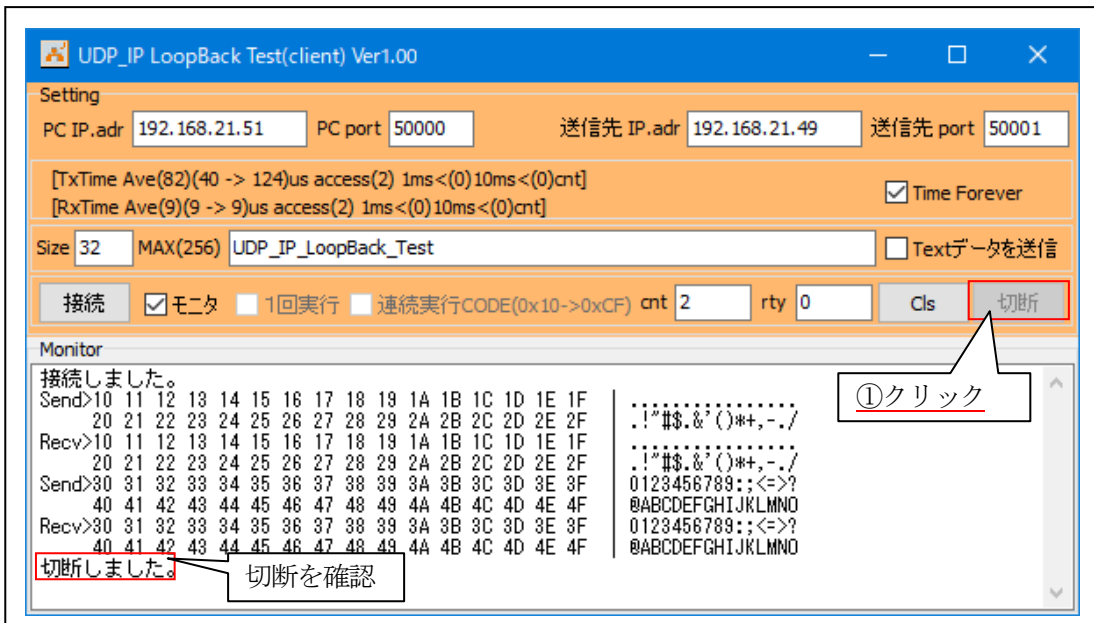 UDP_IP LoopBack Test(client) Ver1.00
Setting
PC IP.adr 192.168.21.51 PC port 50000 送信先 IP.adr 192.168.21.49 送信先 port 50001
[TxTime Ave(82)(40 -> 124)us access(2) 1ms<(0)10ms<(0)cnt]
[RxTime Ave(9)(9 -> 9)us access(2) 1ms<(0)10ms<(0)cnt]
Time Forever
Size 32 MAX(256) UDP_IP_LoopBack_Test Textデータを送信
接続 モニタ 1回実行 連続実行CODE(0x10->0xCF) cnt 2 rty 0 Cls 切断
Monitor
①クリック
接続しました。
Send>10 11 12 13 14 15 16 17 18 19 1A 1B 1C 1D 1E 1F | ................
20 21 22 23 24 25 26 27 28 29 2A 2B 2C 2D 2E 2F | .!"#$.&'()*+,-./
Recv>10 11 12 13 14 15 16 17 18 19 1A 1B 1C 1D 1E 1F | ................
20 21 22 23 24 25 26 27 28 29 2A 2B 2C 2D 2E 2F | .!"#$.&'()*+,-./
Send>30 31 32 33 34 35 36 37 38 39 3A 3B 3C 3D 3E 3F | 0123456789:;<=>?
40 41 42 43 44 45 46 47 48 49 4A 4B 4C 4D 4E 4F | @ABCDEFGHIJKLMNO
Recv>30 31 32 33 34 35 36 37 38 39 3A 3B 3C 3D 3E 3F | 0123456789:;<=>?
40 41 42 43 44 45 46 47 48 49 4A 4B 4C 4D 4E 4F | @ABCDEFGHIJKLMNO
切断しました。
切断を確認